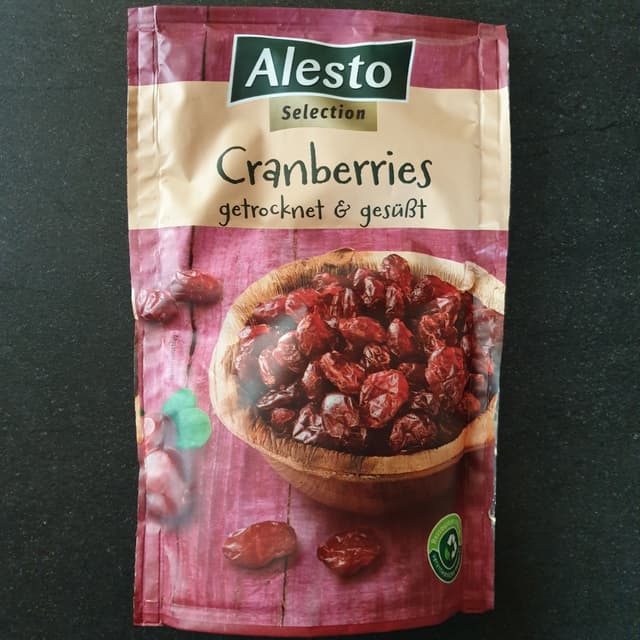 Alesto
Selection
Cranberries
getrocknet & gesüßt